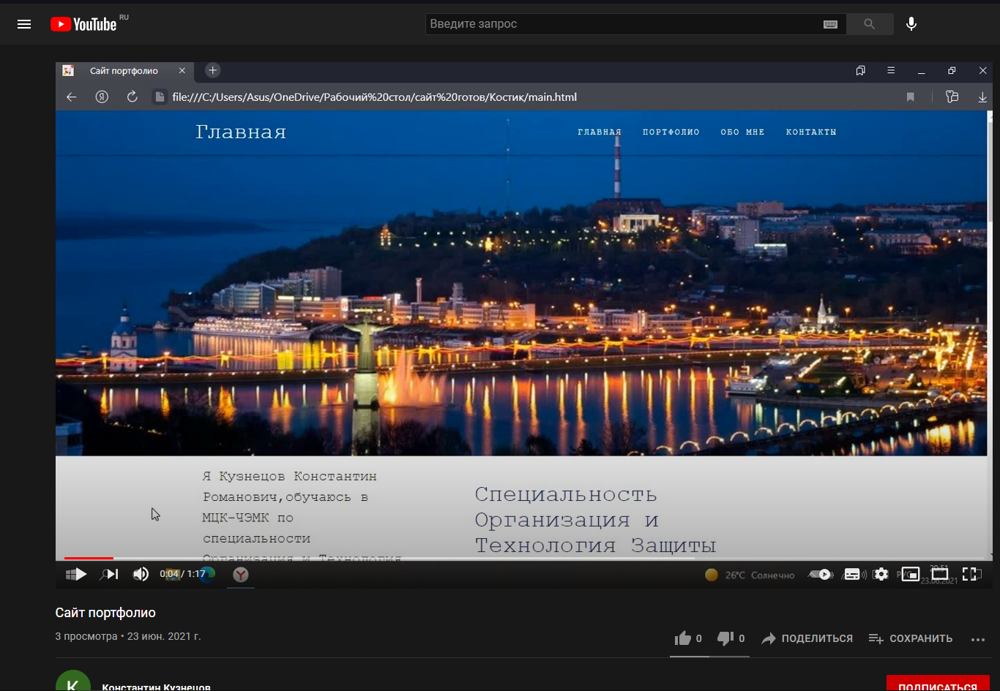 YouTube RU
Введите запрос
Сайт портфолио
file:///C:/Users/Asus/OneDrive/Рабочий%20стол/сайт%20готов/Костик/main.html
Главная
ГЛАВНАЯ ПОРТФОЛИО ОБО МНЕ КОНТАКТЫ
Я Кузнецов Константин
Романович,обучаюсь в
МЦК-ЧЭМК по
специальности
Организация и Технология
Специальность
Организация и
Технология Защиты
0:04 / 1:17
26°C Солнечно
20:51
23.06.2021
Сайт портфолио
3 просмотра • 23 июн. 2021 г.
0
0
ПОДЕЛИТЬСЯ
СОХРАНИТЬ
К
Константин Кузнецов
ПОДПИСАТЬСЯ